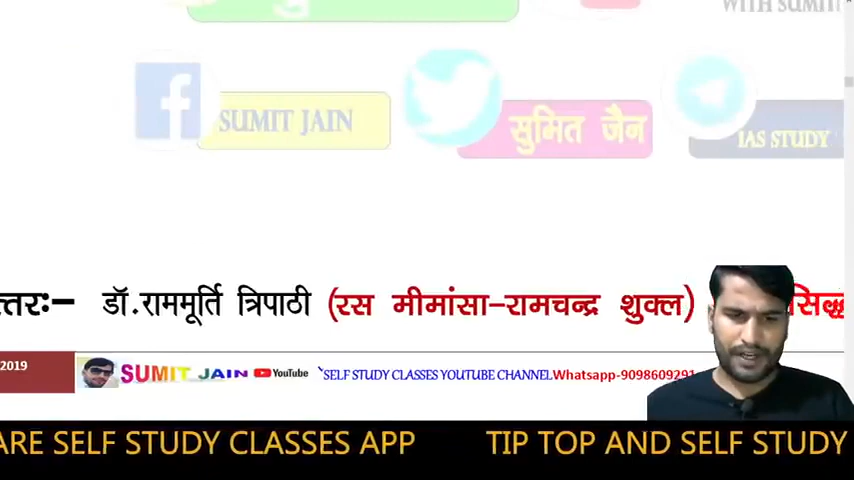 WITH SUMIT
SUMIT JAIN
सुमित जैन
IAS STUDY
त्तरः– डॉ.राममूर्ति त्रिपाठी (रस मीमांसा–रामचन्द्र शुक्ल)
2019
SUMIT JAIN YouTube `SELF STUDY CLASSES YOUTUBE CHANNEL Whatsapp-9098609291
ARE SELF STUDY CLASSES APP TIP TOP AND SELF STUDY